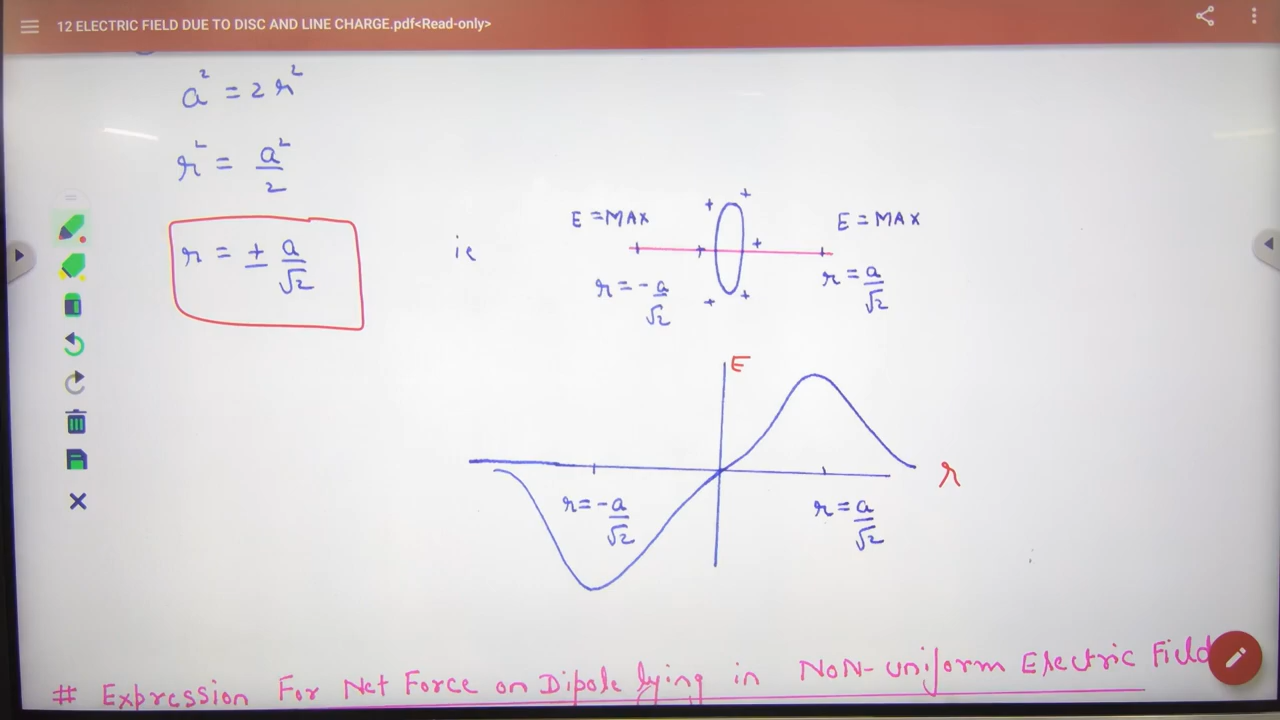 12 ELECTRIC FIELD DUE TO DISC AND LINE CHARGE.pdf<Read-only>
a² = 2r²
r² = a²/2
r = ± a/√2
ie
E = MAX
E = MAX
r = -a/√2
r = a/√2
+ +
+ +
+ +
E
r
r = -a/√2
r = a/√2
# Expression For Net Force on Dipole lying in NoN-uniform Electric Field